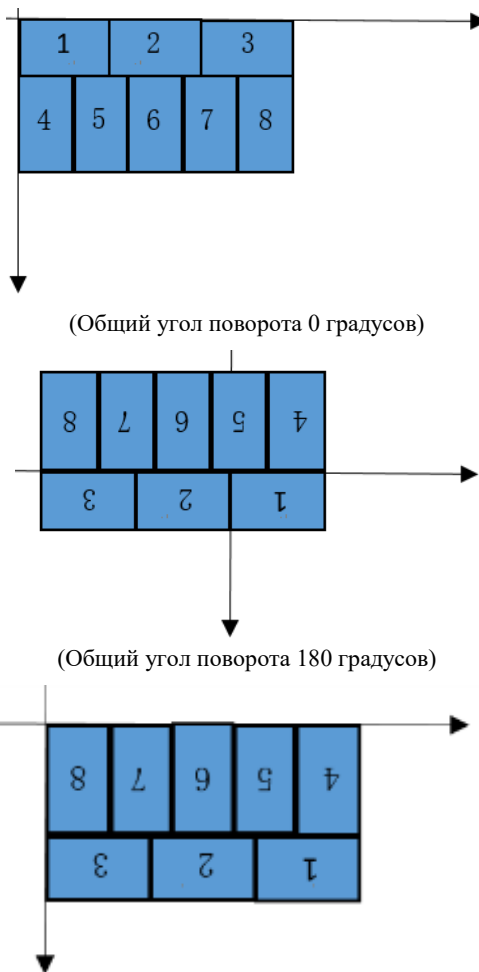 1 2 3
4 5 6 7 8
(Общий угол поворота 0 градусов)
8 7 6 5 4
3 2 1
(Общий угол поворота 180 градусов)
8 7 6 5 4
3 2 1